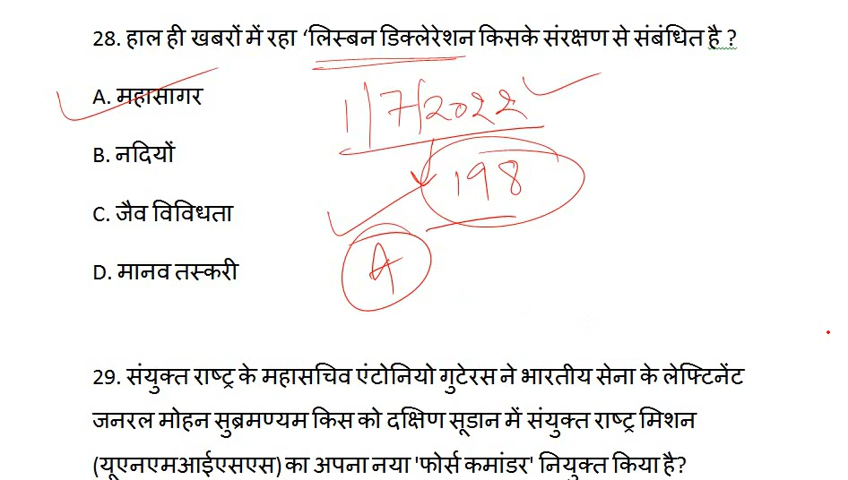 28. हाल ही खबरों में रहा ‘लिस्बन डिक्लेरेशन किसके संरक्षण से संबंधित है ?
A. महासागर
1/7/2022
B. नदियों
198
C. जैव विविधता
A
D. मानव तस्करी
29. संयुक्त राष्ट्र के महासचिव एंटोनियो गुटेरस ने भारतीय सेना के लेफ्टिनेंट
जनरल मोहन सुब्रमण्यम किस को दक्षिण सूडान में संयुक्त राष्ट्र मिशन
(यूएनएमआईएसएस) का अपना नया 'फोर्स कमांडर' नियुक्त किया है?